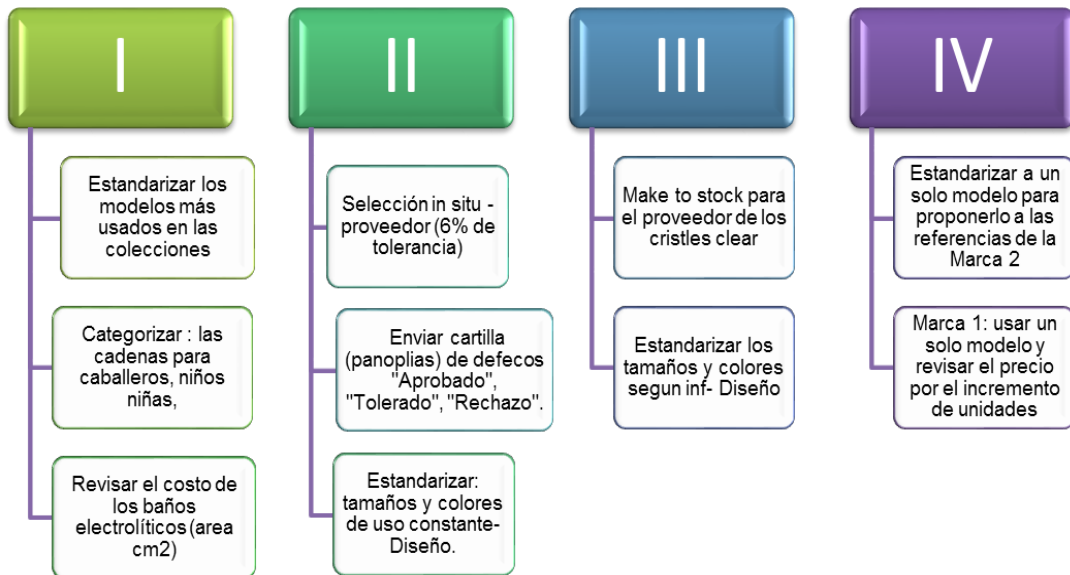 I
Estandarizar los
modelos más
usados en las
colecciones
Categorizar : las
cadenas para
caballeros, niños
niñas,
Revisar el costo de
los baños
electrolíticos (area
cm2)
II
Selección in situ -
proveedor (6% de
tolerancia)
Enviar cartilla
(panoplias) de defecos
"Aprobado",
"Tolerado", "Rechazo".
Estandarizar:
tamaños y colores
de uso constante-
Diseño.
III
Make to stock para
el proveedor de los
cristles clear
Estandarizar los
tamaños y colores
segun inf- Diseño
IV
Estandarizar a un
solo modelo para
proponerlo a las
referencias de la
Marca 2
Marca 1: usar un
solo modelo y
revisar el precio
por el incremento
de unidades